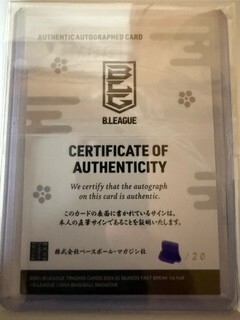 AUTHENTIC AUTOGRAPHED CARD
B.LEAGUE
CERTIFICATE OF
AUTHENTICITY
We certify that the autograph
on this card is authentic.
このカードの表面に書かれているサインは、
本人の直筆サインであることを証明いたします。
株式会社ベースボール・マガジン社
/20